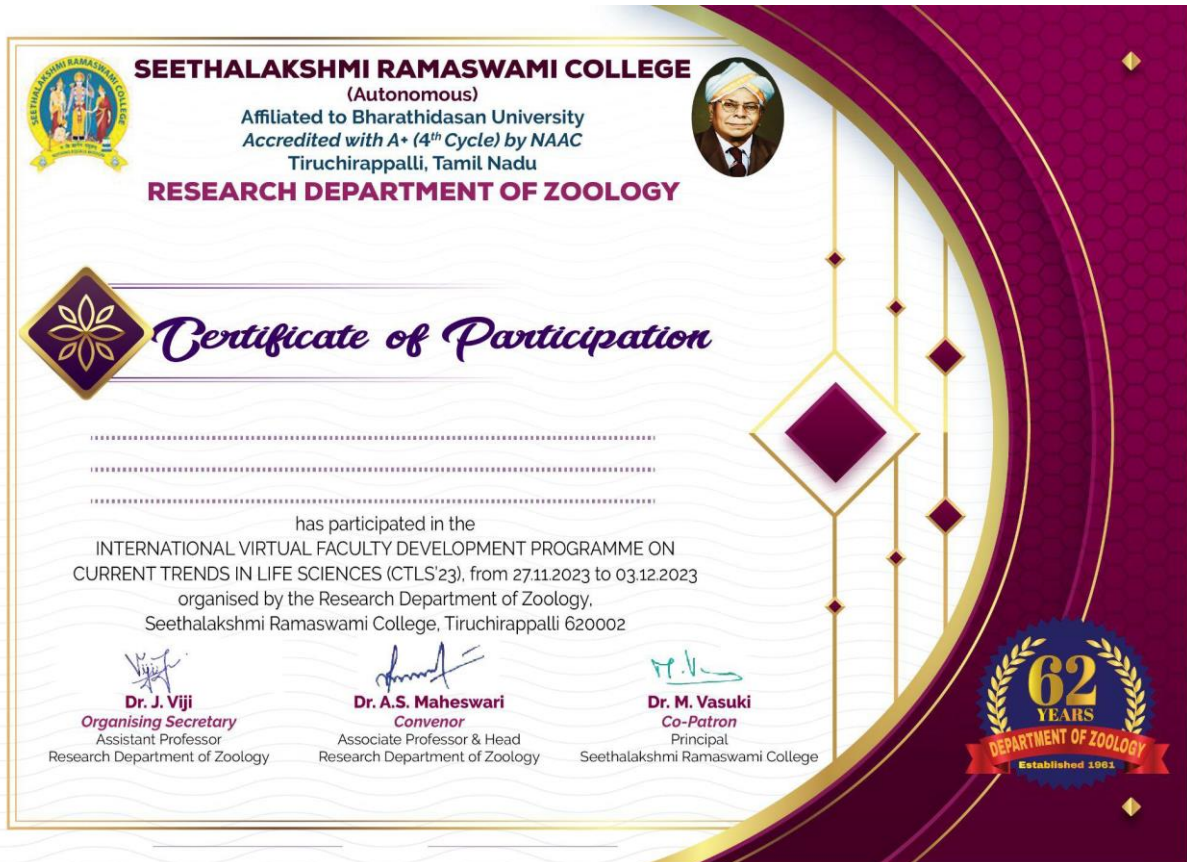 SEETHALAKSHMI RAMASWAMI COLLEGE
SEETHALAKSHMI RAMASWAMI COLLEGE
(Autonomous)
Affiliated to Bharathidasan University
Accredited with A+ (4th Cycle) by NAAC
Tiruchirappalli, Tamil Nadu
RESEARCH DEPARTMENT OF ZOOLOGY
Certificate of Participation
has participated in the
INTERNATIONAL VIRTUAL FACULTY DEVELOPMENT PROGRAMME ON
CURRENT TRENDS IN LIFE SCIENCES (CTLS'23), from 27.11.2023 to 03.12.2023
organised by the Research Department of Zoology,
Seethalakshmi Ramaswami College, Tiruchirappalli 620002
Viji J
M. V
Dr. J. Viji
Organising Secretary
Assistant Professor
Research Department of Zoology
Dr. A.S. Maheswari
Convenor
Associate Professor & Head
Research Department of Zoology
Dr. M. Vasuki
Co-Patron
Principal
Seethalakshmi Ramaswami College
62
YEARS
DEPARTMENT OF ZOOLOGY
Established 1961